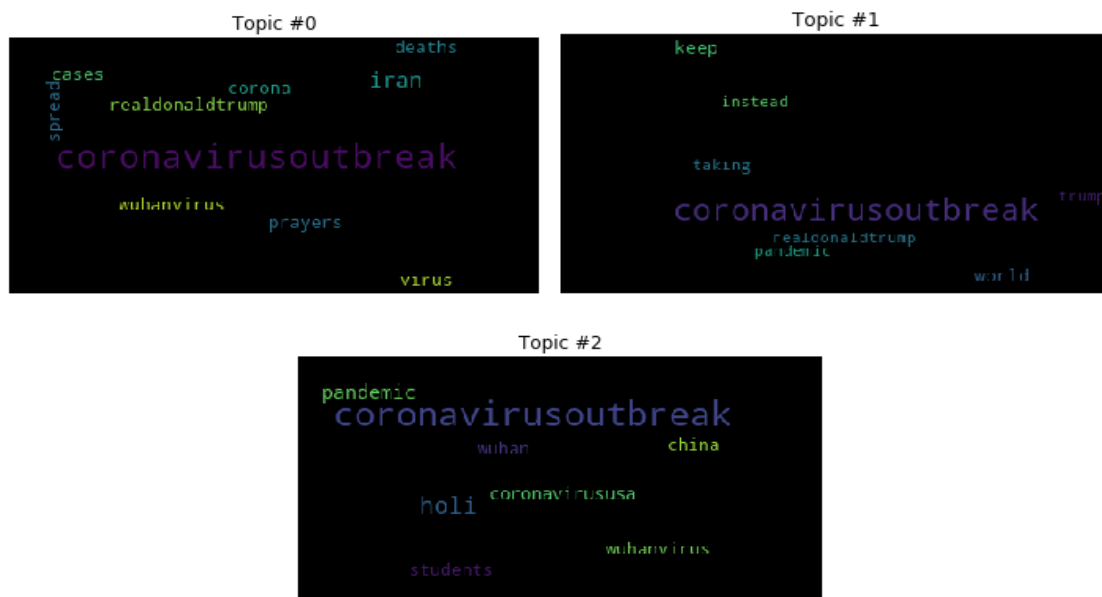 Topic #0
deaths
cases
iran
corona
spread
realdonaldtrump
coronavirusoutbreak
wuhanvirus
prayers
virus
Topic #1
keep
instead
taking
trump
coronavirusoutbreak
realdonaldtrump
pandemic
world
Topic #2
pandemic
coronavirusoutbreak
wuhan
china
coronavirususa
holi
wuhanvirus
students